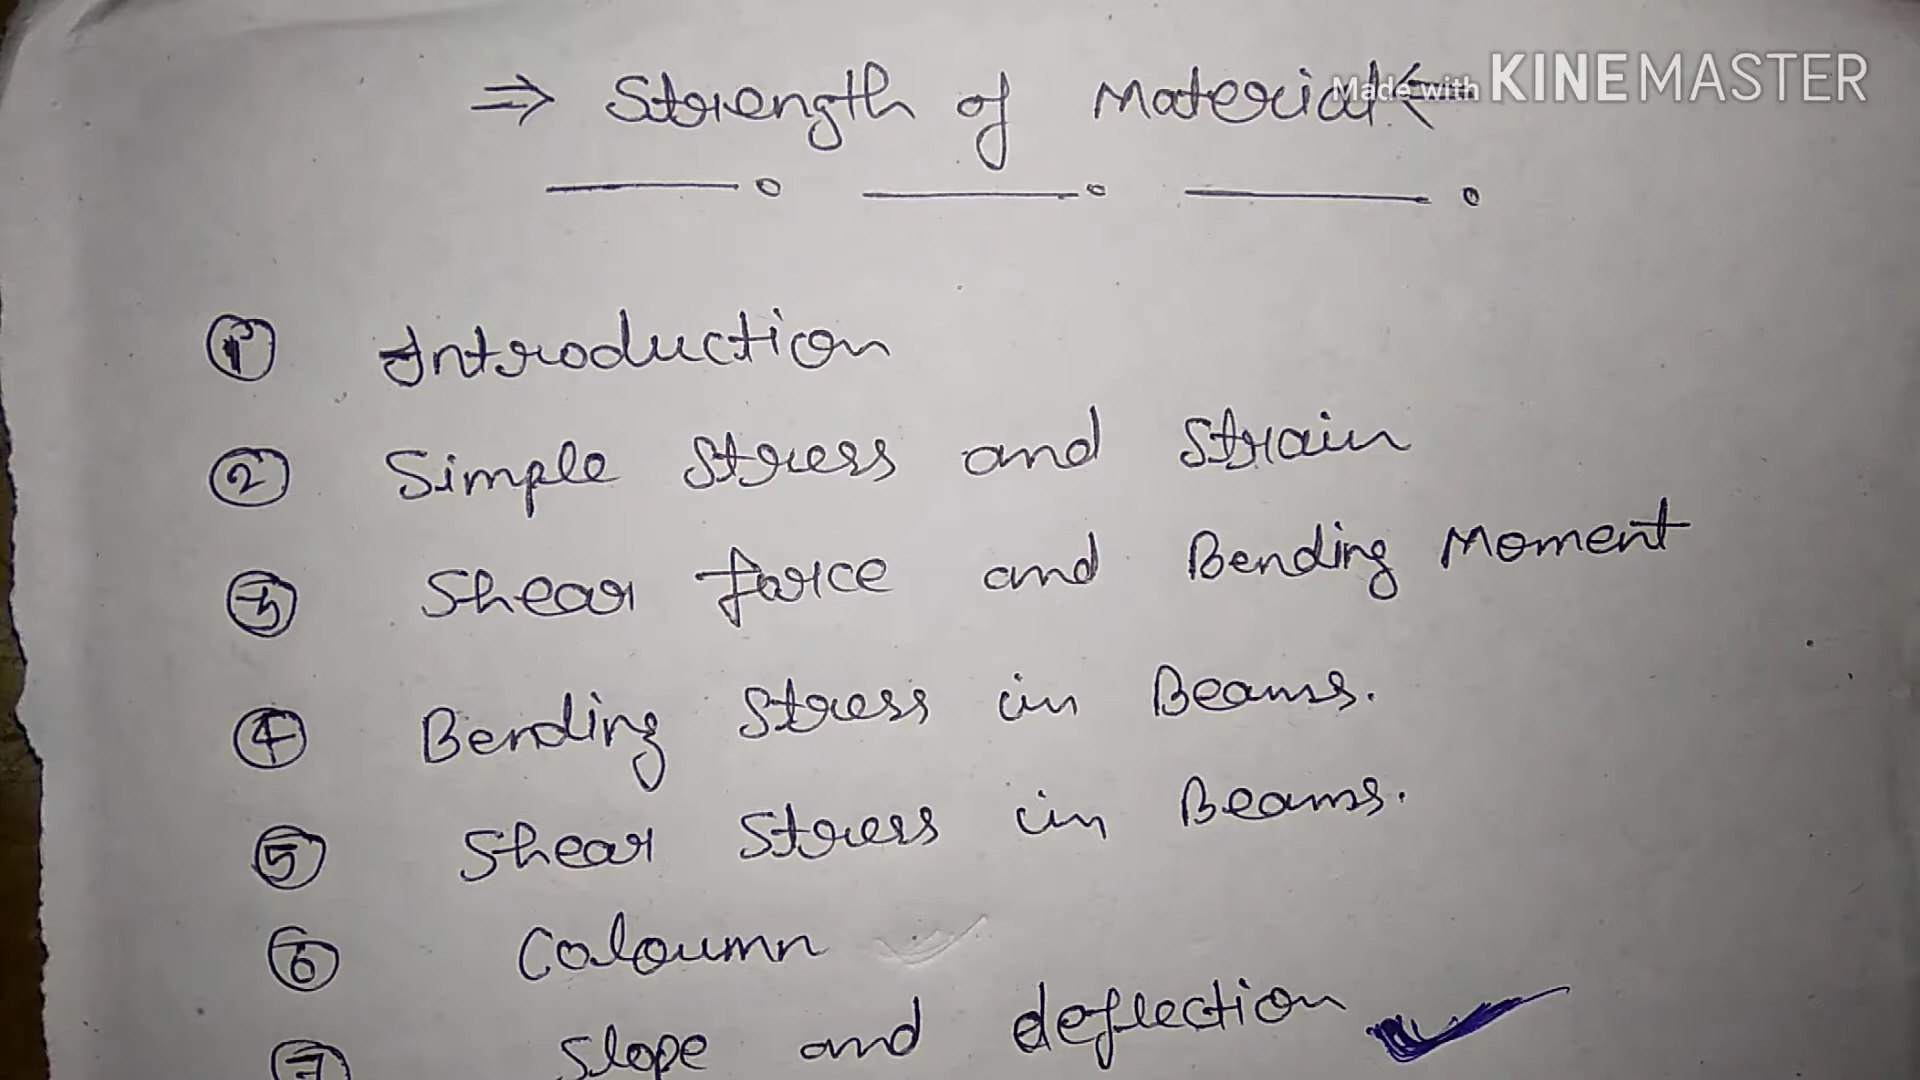 ⇒ Strength of Material ⇐
Made with KINEMASTER
① Introduction
② Simple Stress and Strain
③ Shear force and Bending Moment
④ Bending Stress in Beams.
⑤ Shear Stress in Beams.
⑥ Coloumn
⑦ Slope and deflection ✓